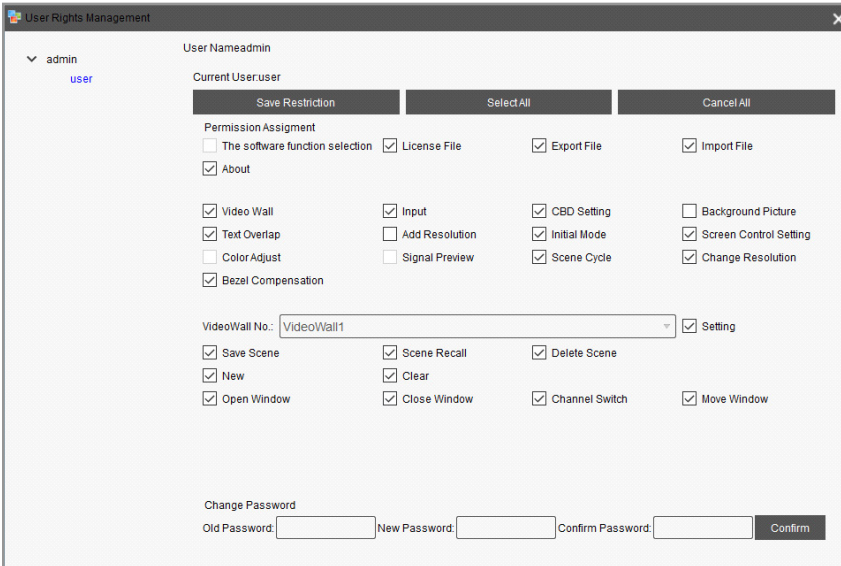 User Rights Management
admin
user
User Nameadmin
Current User:user
Save Restriction Select All Cancel All
Permission Assigment
The software function selection License File Export File Import File
About
Video Wall Input CBD Setting Background Picture
Text Overlap Add Resolution Initial Mode Screen Control Setting
Color Adjust Signal Preview Scene Cycle Change Resolution
Bezel Compensation
VideoWall No.: VideoWall1 Setting
Save Scene Scene Recall Delete Scene
New Clear
Open Window Close Window Channel Switch Move Window
Change Password
Old Password: New Password: Confirm Password: Confirm